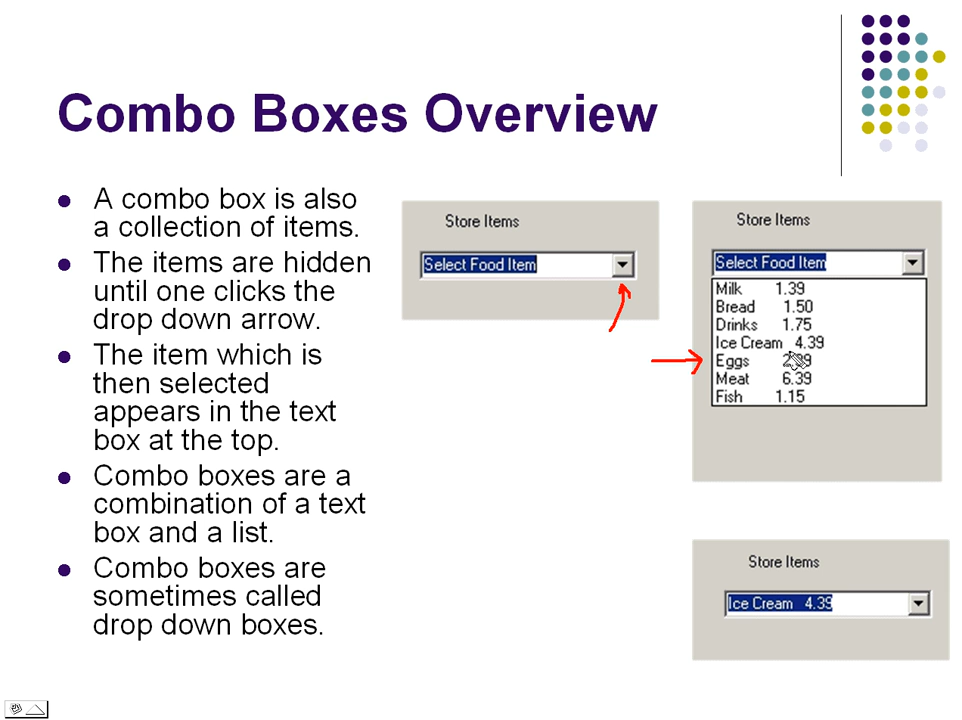 Combo Boxes Overview
A combo box is also
a collection of items.
The items are hidden
until one clicks the
drop down arrow.
The item which is
then selected
appears in the text
box at the top.
Combo boxes are a
combination of a text
box and a list.
Combo boxes are
sometimes called
drop down boxes.
Store Items
Select Food Item
Store Items
Select Food Item
Milk 1.39
Bread 1.50
Drinks 1.75
Ice Cream 4.39
Eggs
Meat 6.39
Fish 1.15
Store Items
Ice Cream 4.39